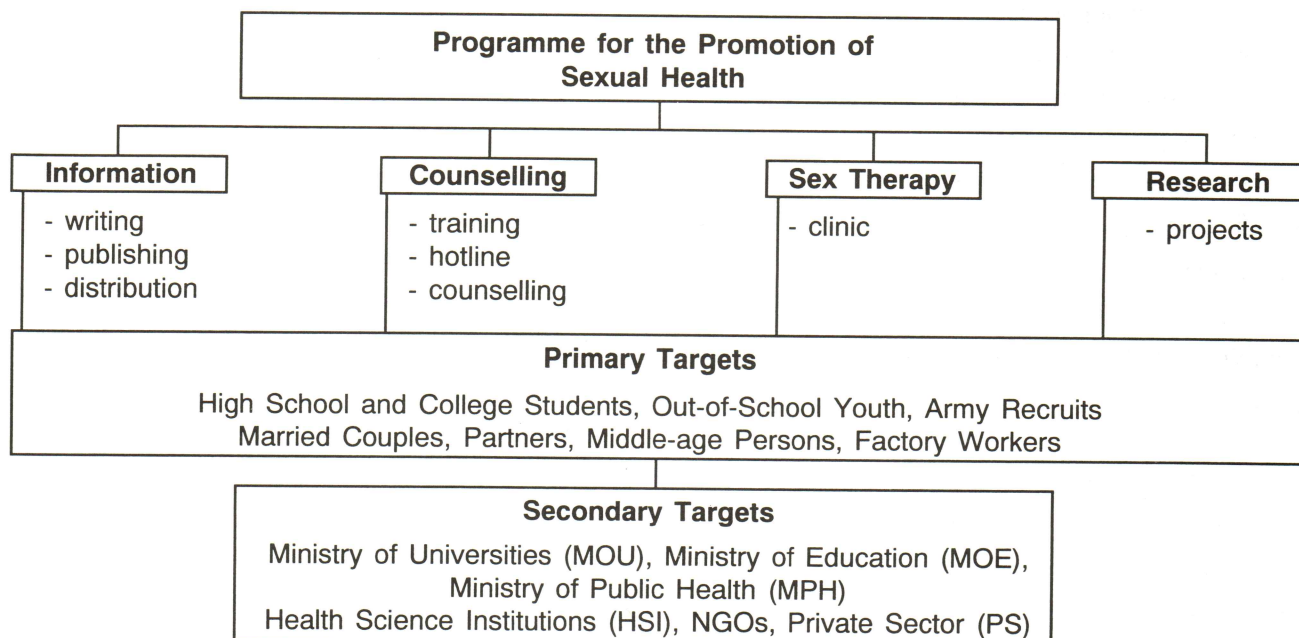 Programme for the Promotion of
Sexual Health
Information
Counselling
Sex Therapy
Research
- writing
- publishing
- distribution
- training
- hotline
- counselling
- clinic
- projects
Primary Targets
High School and College Students, Out-of-School Youth, Army Recruits
Married Couples, Partners, Middle-age Persons, Factory Workers
Secondary Targets
Ministry of Universities (MOU), Ministry of Education (MOE),
Ministry of Public Health (MPH)
Health Science Institutions (HSI), NGOs, Private Sector (PS)